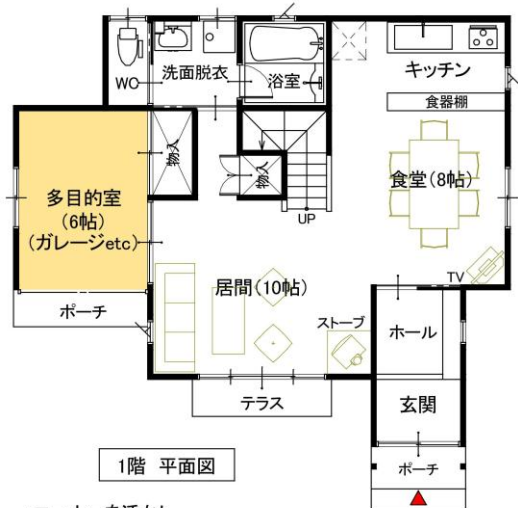 WC
洗面脱衣
浴室
キッチン
食器棚
物入
物入
多目的室
(6帖)
(ガレージetc)
食堂(8帖)
UP
TV
居間(10帖)
ポーチ
ストーブ
ホール
テラス
玄関
1階 平面図
ポーチ